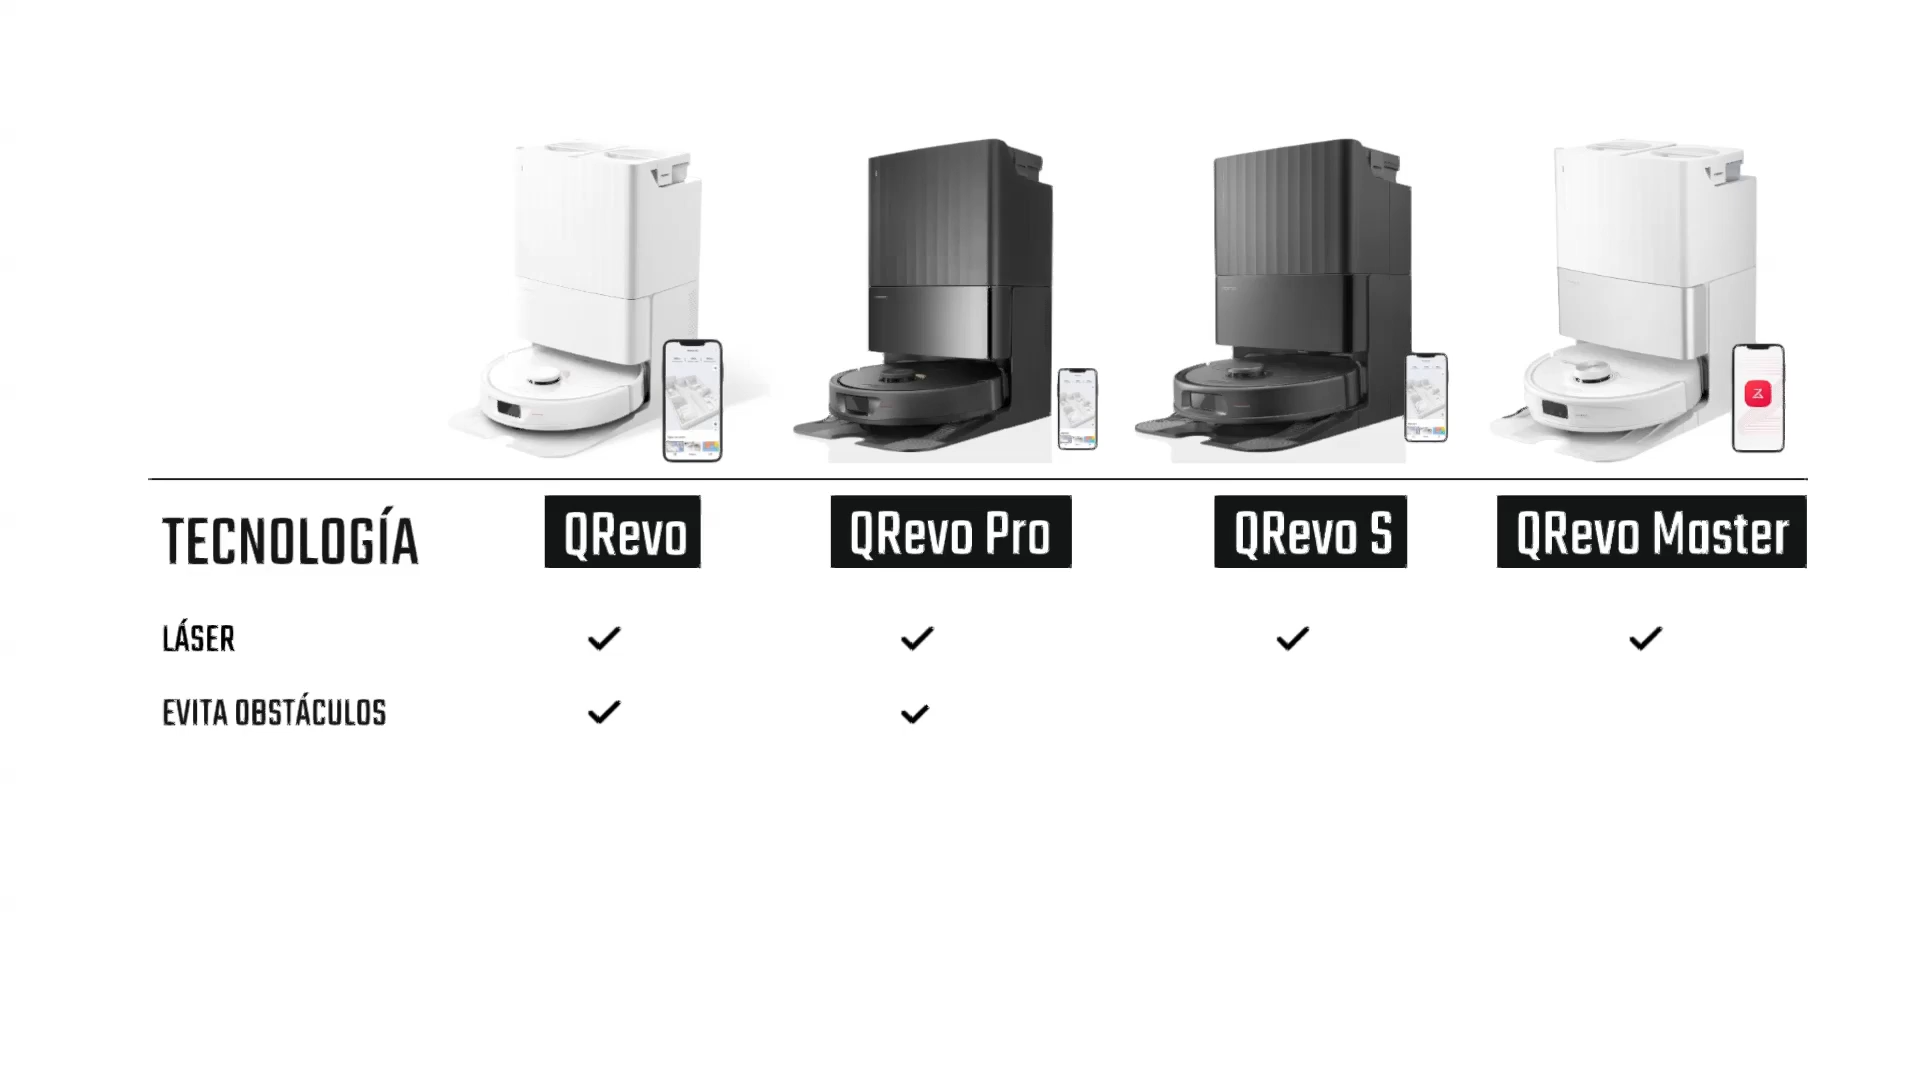 TECNOLOGÍA
QRevo
QRevo Pro
QRevo S
QRevo Master
LÁSER
EVITA OBSTÁCULOS